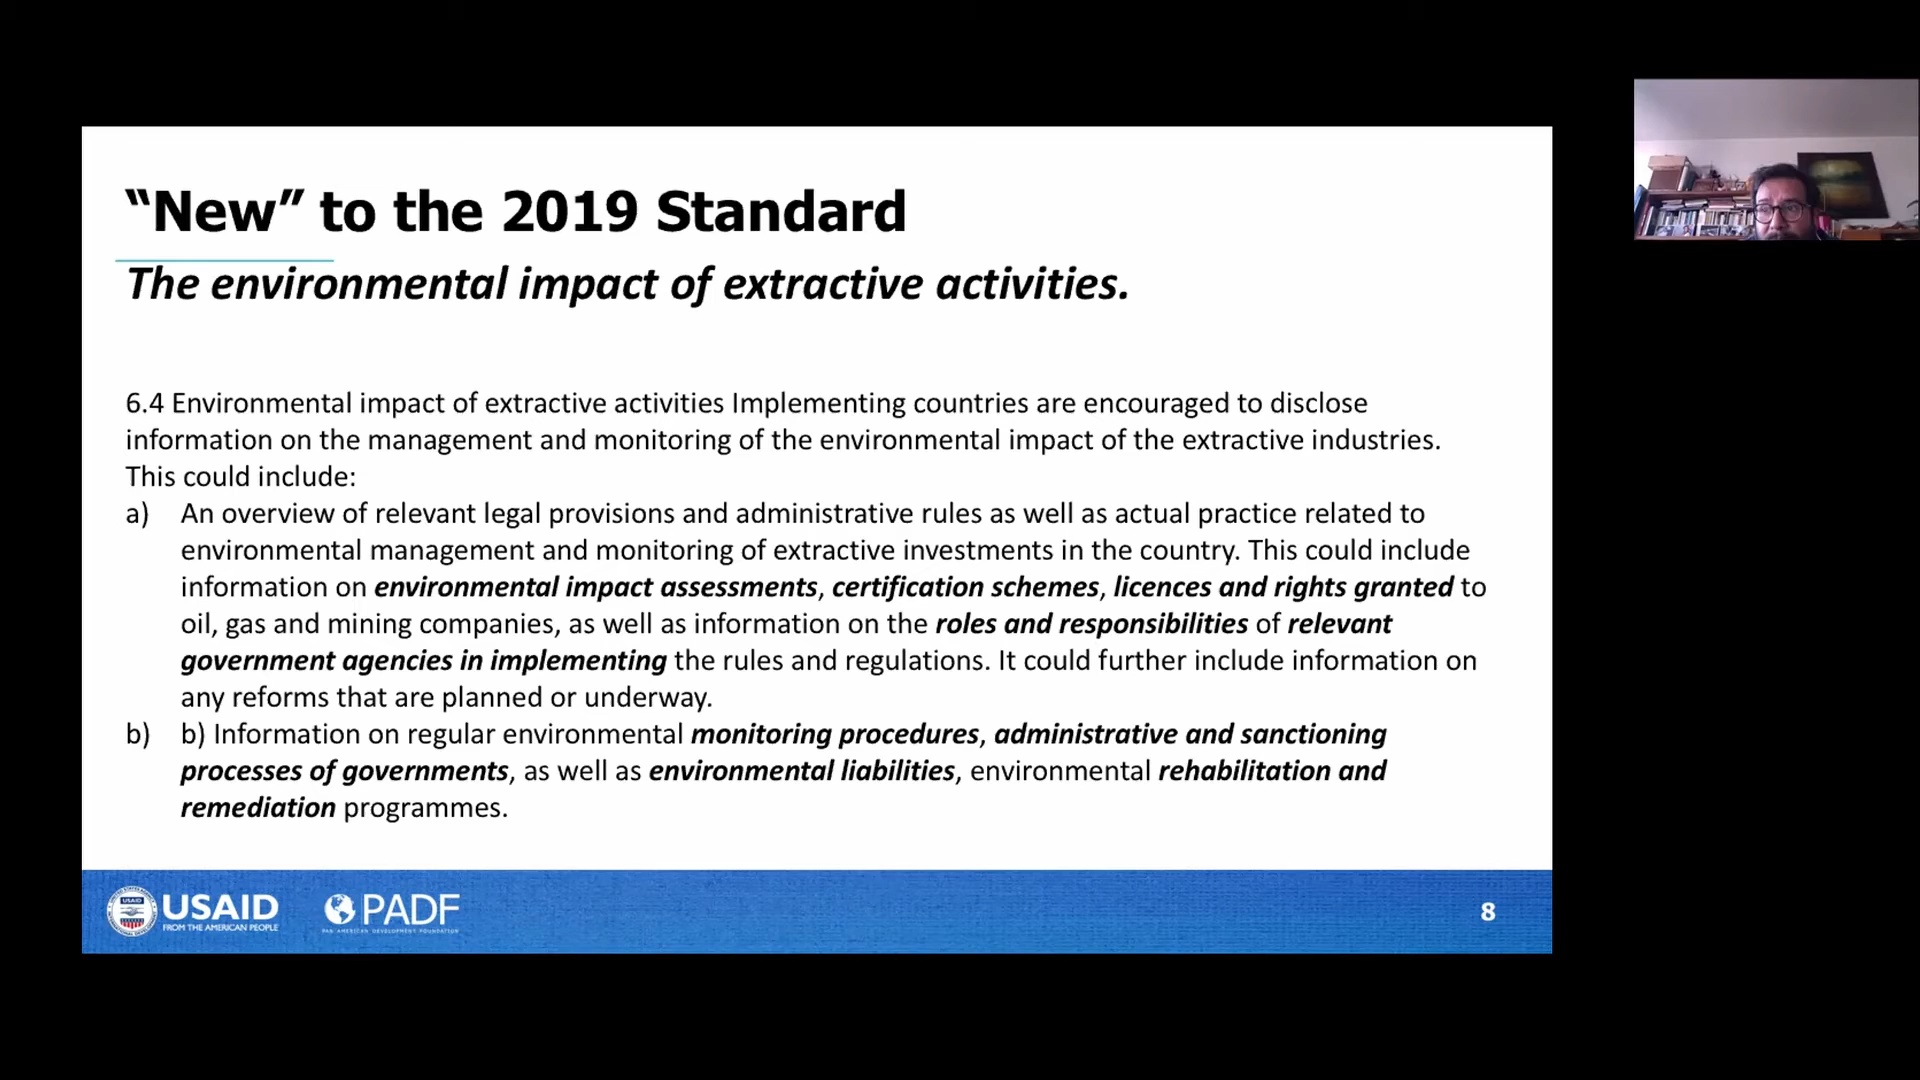 “New” to the 2019 Standard
The environmental impact of extractive activities.
6.4 Environmental impact of extractive activities Implementing countries are encouraged to disclose
information on the management and monitoring of the environmental impact of the extractive industries.
This could include:
a) An overview of relevant legal provisions and administrative rules as well as actual practice related to
environmental management and monitoring of extractive investments in the country. This could include
information on environmental impact assessments, certification schemes, licences and rights granted to
oil, gas and mining companies, as well as information on the roles and responsibilities of relevant
government agencies in implementing the rules and regulations. It could further include information on
any reforms that are planned or underway.
b) b) Information on regular environmental monitoring procedures, administrative and sanctioning
processes of governments, as well as environmental liabilities, environmental rehabilitation and
remediation programmes.
USAID
USAID
FROM THE AMERICAN PEOPLE
PADF
PAN AMERICAN DEVELOPMENT FOUNDATION
8